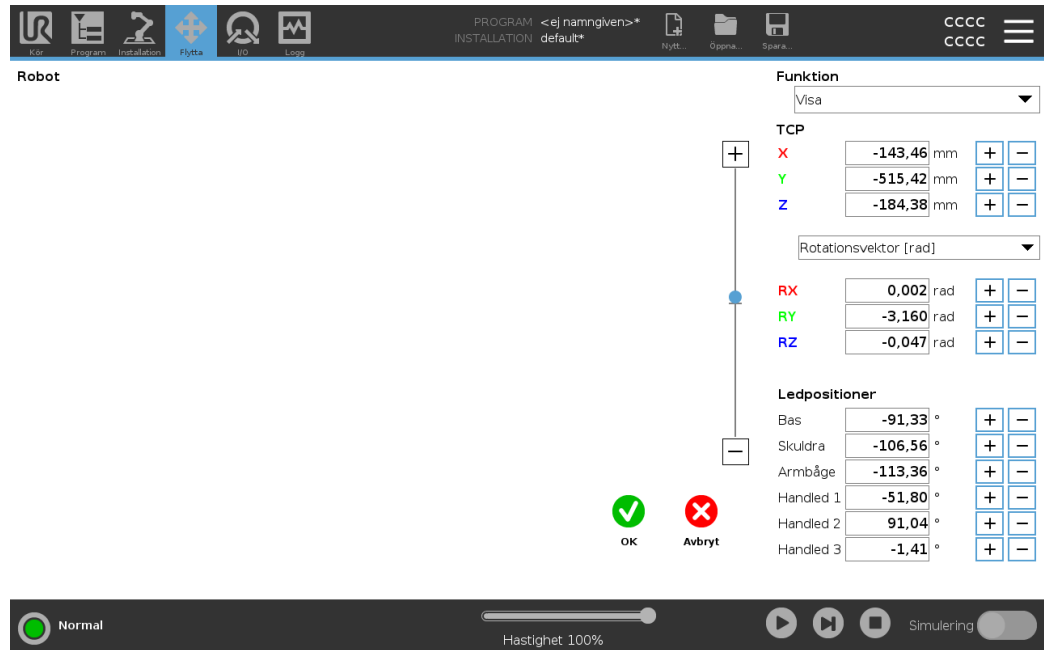 PROGRAM <ej namngiven>*
INSTALLATION default*
CCCC
CCCC
Kör Program Installation Flytta I/O Logg Nytt... Öppna... Spara...
Robot
Funktion
Visa
TCP
X -143,46 mm + −
Y -515,42 mm + −
Z -184,38 mm + −
Rotationsvektor [rad]
RX 0,002 rad + −
RY -3,160 rad + −
RZ -0,047 rad + −
Ledpositioner
Bas -91,33 ° + −
Skuldra -106,56 ° + −
Armbåge -113,36 ° + −
Handled 1 -51,80 ° + −
Handled 2 91,04 ° + −
Handled 3 -1,41 ° + −
+
−
OK Avbryt
Normal
Hastighet 100%
Simulering